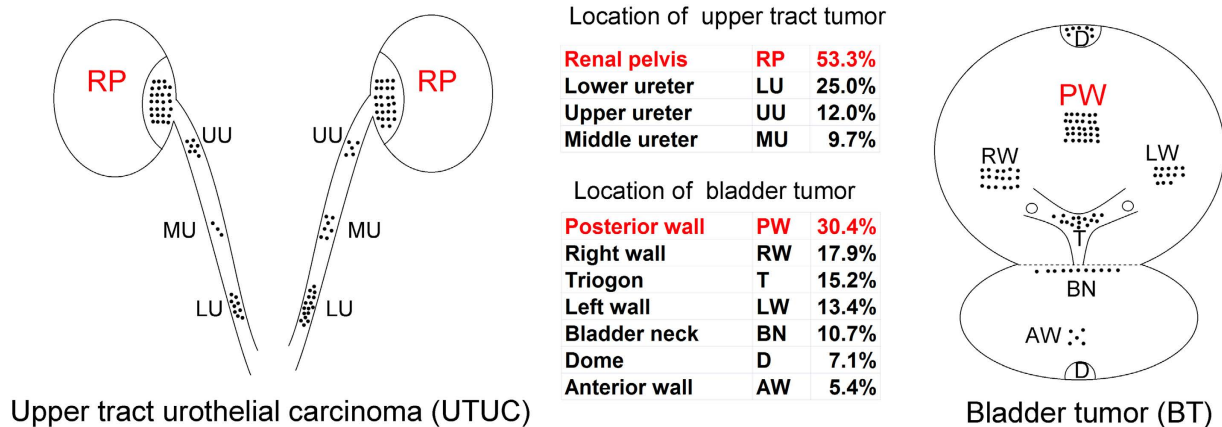 RP
RP
UU
UU
MU
MU
LU
LU
Upper tract urothelial carcinoma (UTUC)
Location of upper tract tumor
Renal pelvis RP 53.3%
Lower ureter LU 25.0%
Upper ureter UU 12.0%
Middle ureter MU 9.7%
Location of bladder tumor
Posterior wall PW 30.4%
Right wall RW 17.9%
Triogon T 15.2%
Left wall LW 13.4%
Bladder neck BN 10.7%
Dome D 7.1%
Anterior wall AW 5.4%
D
PW
RW
LW
T
BN
AW
D
Bladder tumor (BT)